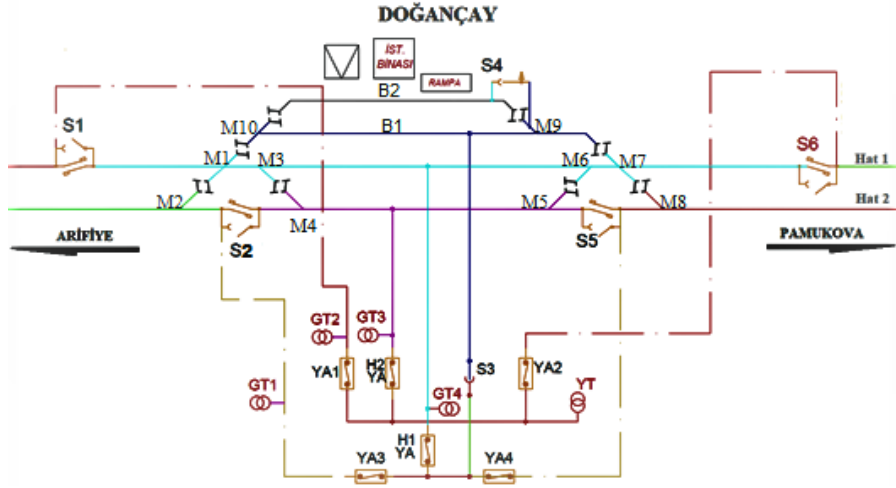 DOĞANÇAY
İST.
BİNASI
RAMPA
S4
B2
S1
M10
B1
M9
S6
M1
M3
M6
M7
Hat 1
M2
M4
M5
M8
Hat 2
ARİFİYE
S2
S5
PAMUKOVA
GT2
GT3
YA1
H2
YA
S3
YA2
GT1
GT4
YT
H1
YA
YA3
YA4